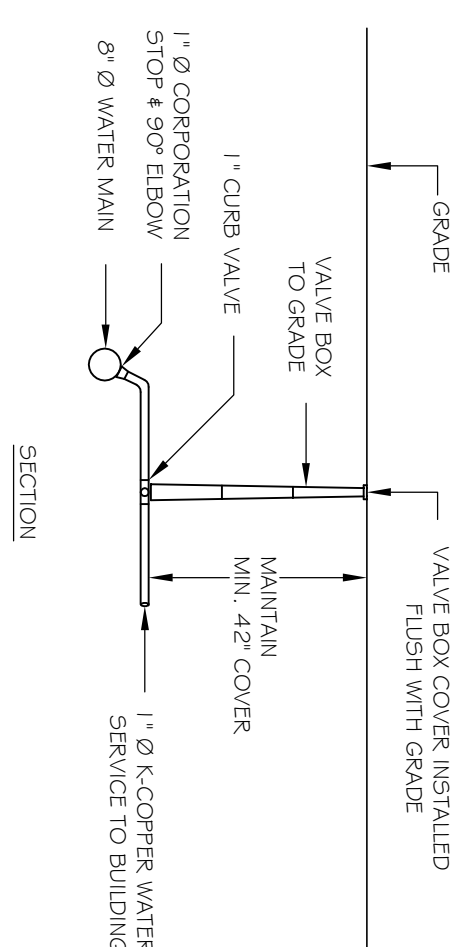 GRADE
VALVE BOX COVER INSTALLED
FLUSH WITH GRADE
VALVE BOX
TO GRADE
1" CURB VALVE
MAINTAIN
MIN. 42" COVER
1" Ø CORPORATION
STOP & 90° ELBOW
8" Ø WATER MAIN
1" Ø K-COPPER WATER
SERVICE TO BUILDING
SECTION